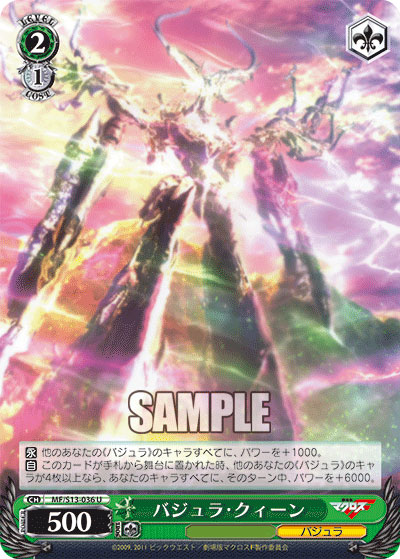 LEVEL
2
1
COST
SAMPLE
永 他のあなたの《バジュラ》のキャラすべてに、パワーを+1000。
自 このカードが手札から舞台に置かれた時、他のあなたの《バジュラ》のキャラ
が4枚以上なら、あなたのキャラすべてに、そのターン中、パワーを+6000。
CH MF/S13-036 U
POWER
500
バジュラ・クィーン
マクロスF
バジュラ
©2009, 2011 ビックウエスト/劇場版マクロスF製作委員会